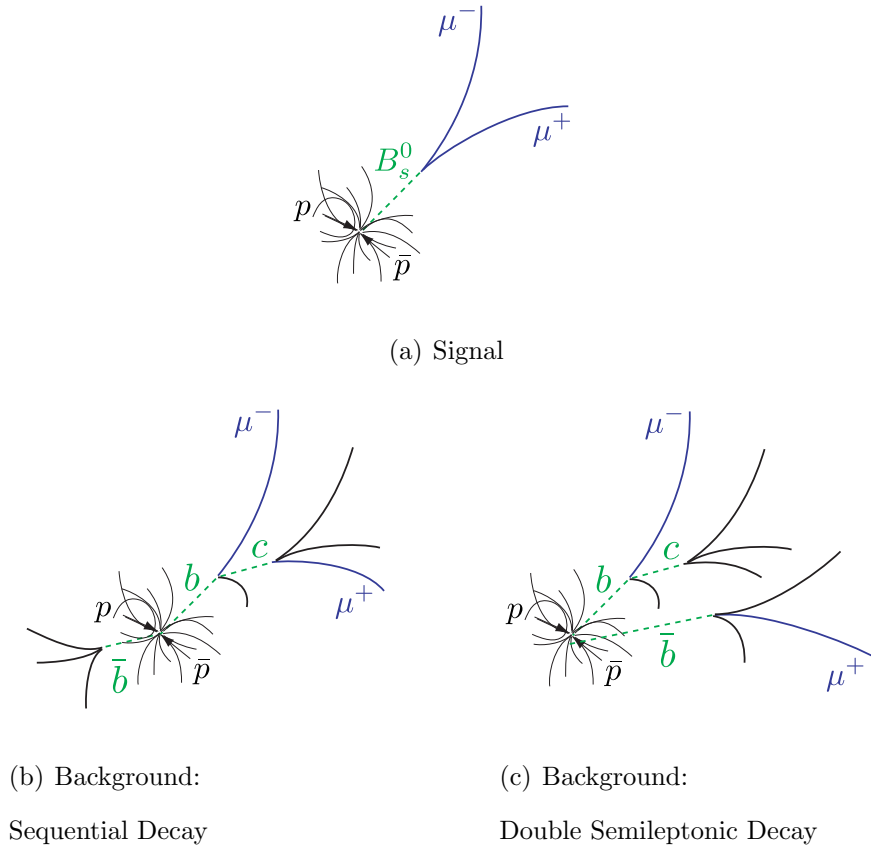 μ⁻
μ⁺
B⁰ₛ
p
p̄
(a) Signal
μ⁻
c
b
μ⁺
p
p̄
b̄
μ⁻
c
b
p
p̄
b̄
μ⁺
(b) Background:
Sequential Decay
(c) Background:
Double Semileptonic Decay